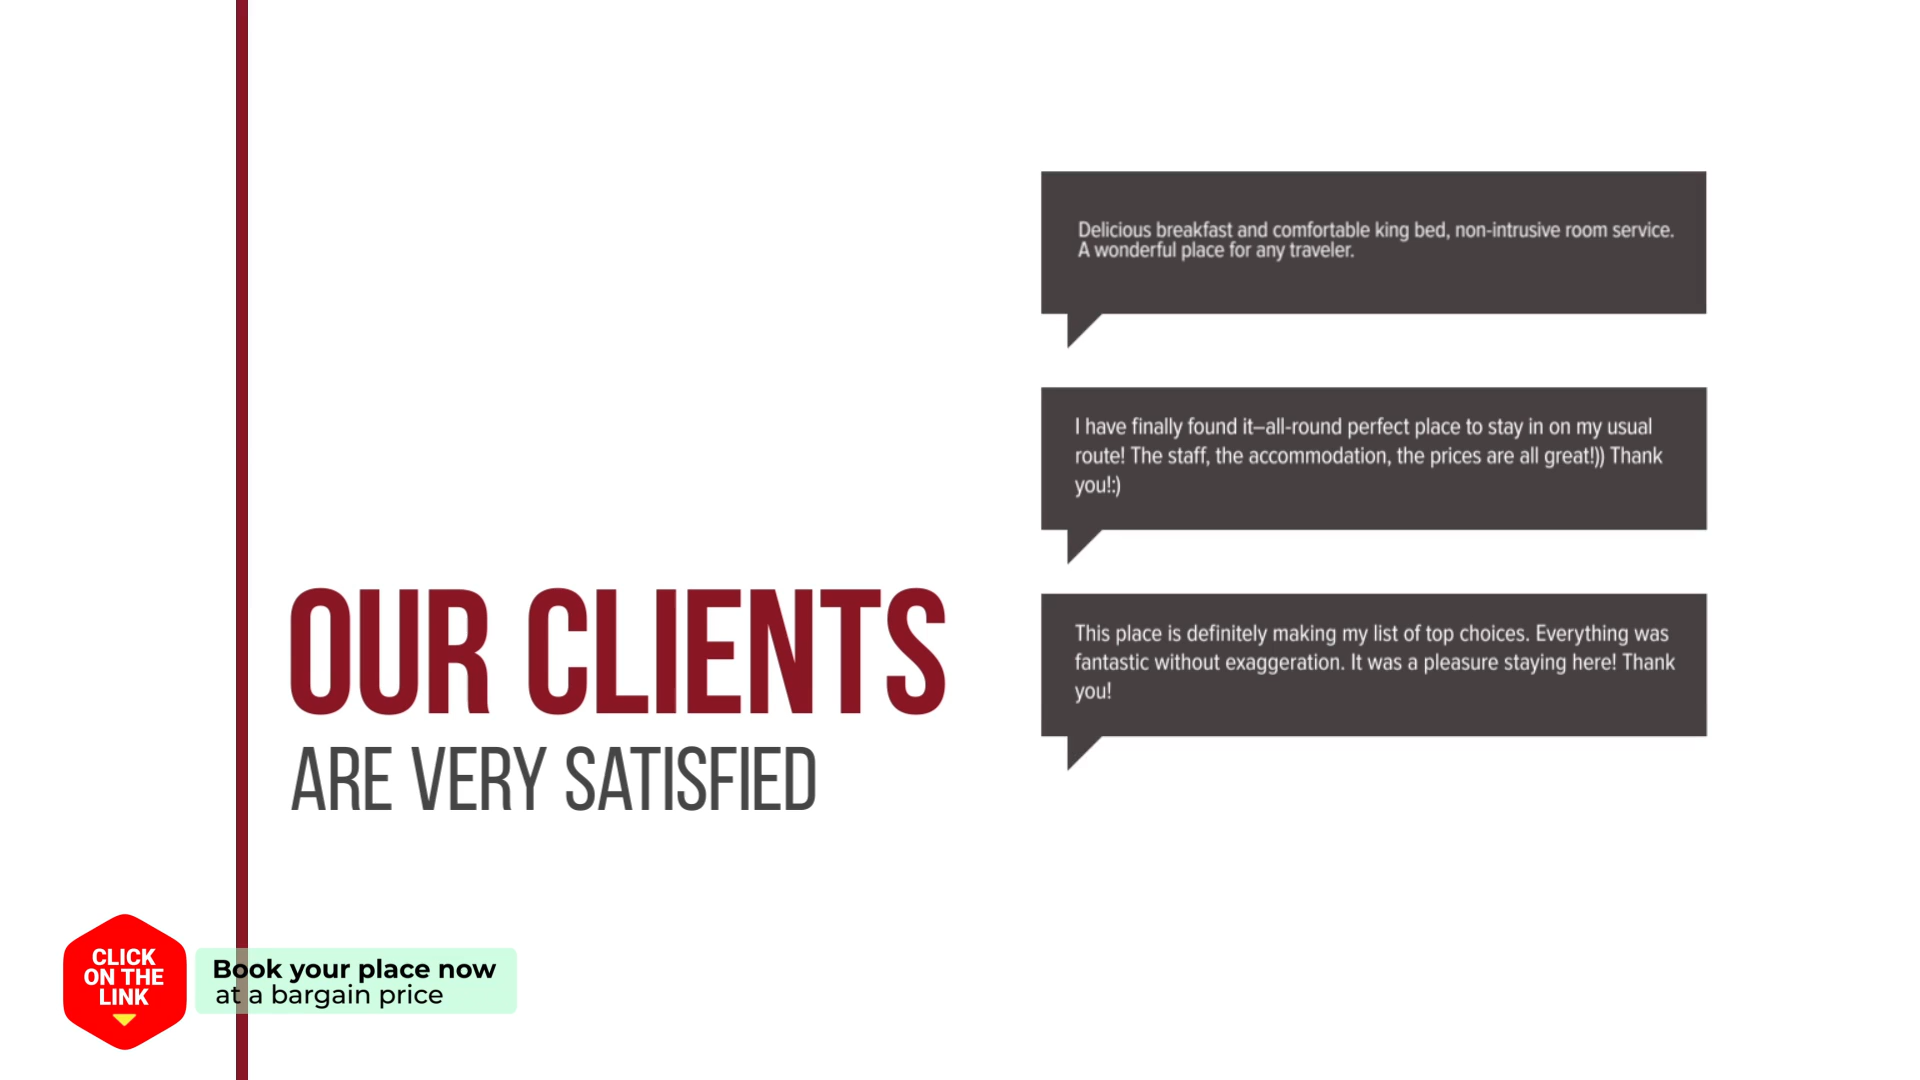 Delicious breakfast and comfortable king bed, non-intrusive room service.
A wonderful place for any traveler.
I have finally found it–all-round perfect place to stay in on my usual
route! The staff, the accommodation, the prices are all great!)) Thank
you!:)
This place is definitely making my list of top choices. Everything was
fantastic without exaggeration. It was a pleasure staying here! Thank
you!
OUR CLIENTS
ARE VERY SATISFIED
CLICK
ON THE
LINK
Book your place now
at a bargain price